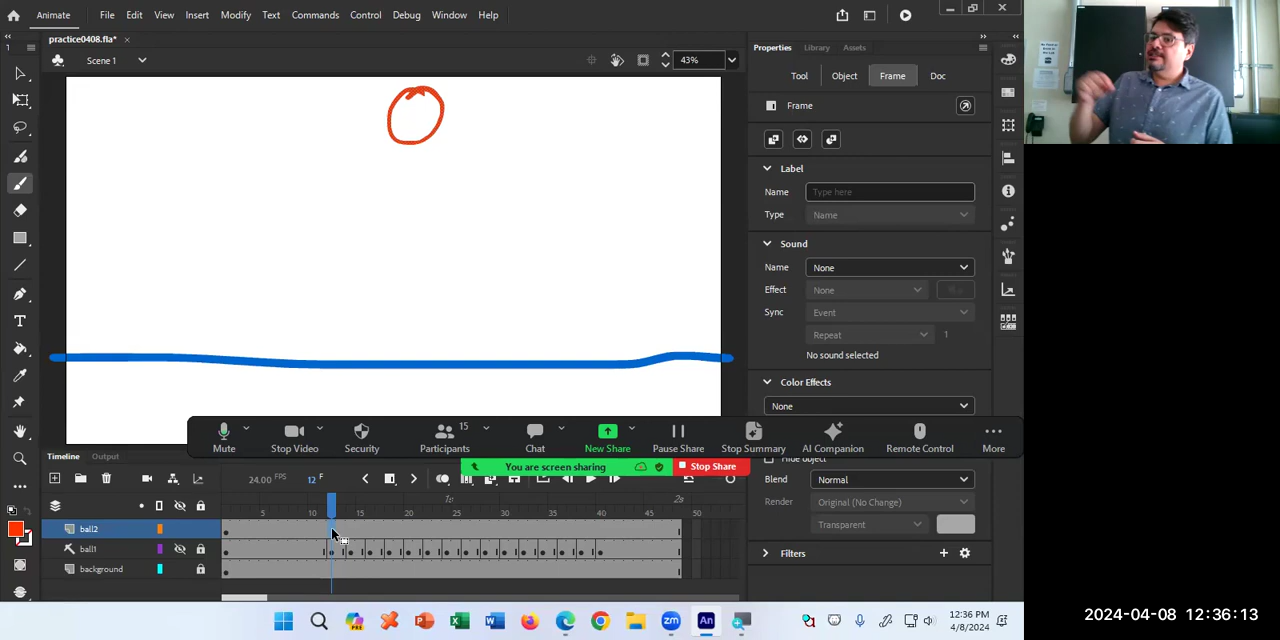 Animate File Edit View Insert Modify Text Commands Control Debug Window Help
practice0408.fla*
Scene 1 43%
Properties Library Assets
Tool Object Frame Doc
Frame
Label
Name Type here
Type Name
Sound
Name None
Effect None
Sync Event
Repeat 1
No sound selected
Color Effects
None
15
Mute Stop Video Security Participants Chat New Share Pause Share Stop Summary AI Companion Remote Control More
You are screen sharing Stop Share
Timeline Output
Hide object
24.00 FPS 12 F
Blend Normal
Render Original (No Change)
Transparent
1s 2s
5 10 15 20 25 30 35 40 45 50
ball2
ball1
background
Filters
12:36 PM
4/8/2024
2024-04-08 12:36:13